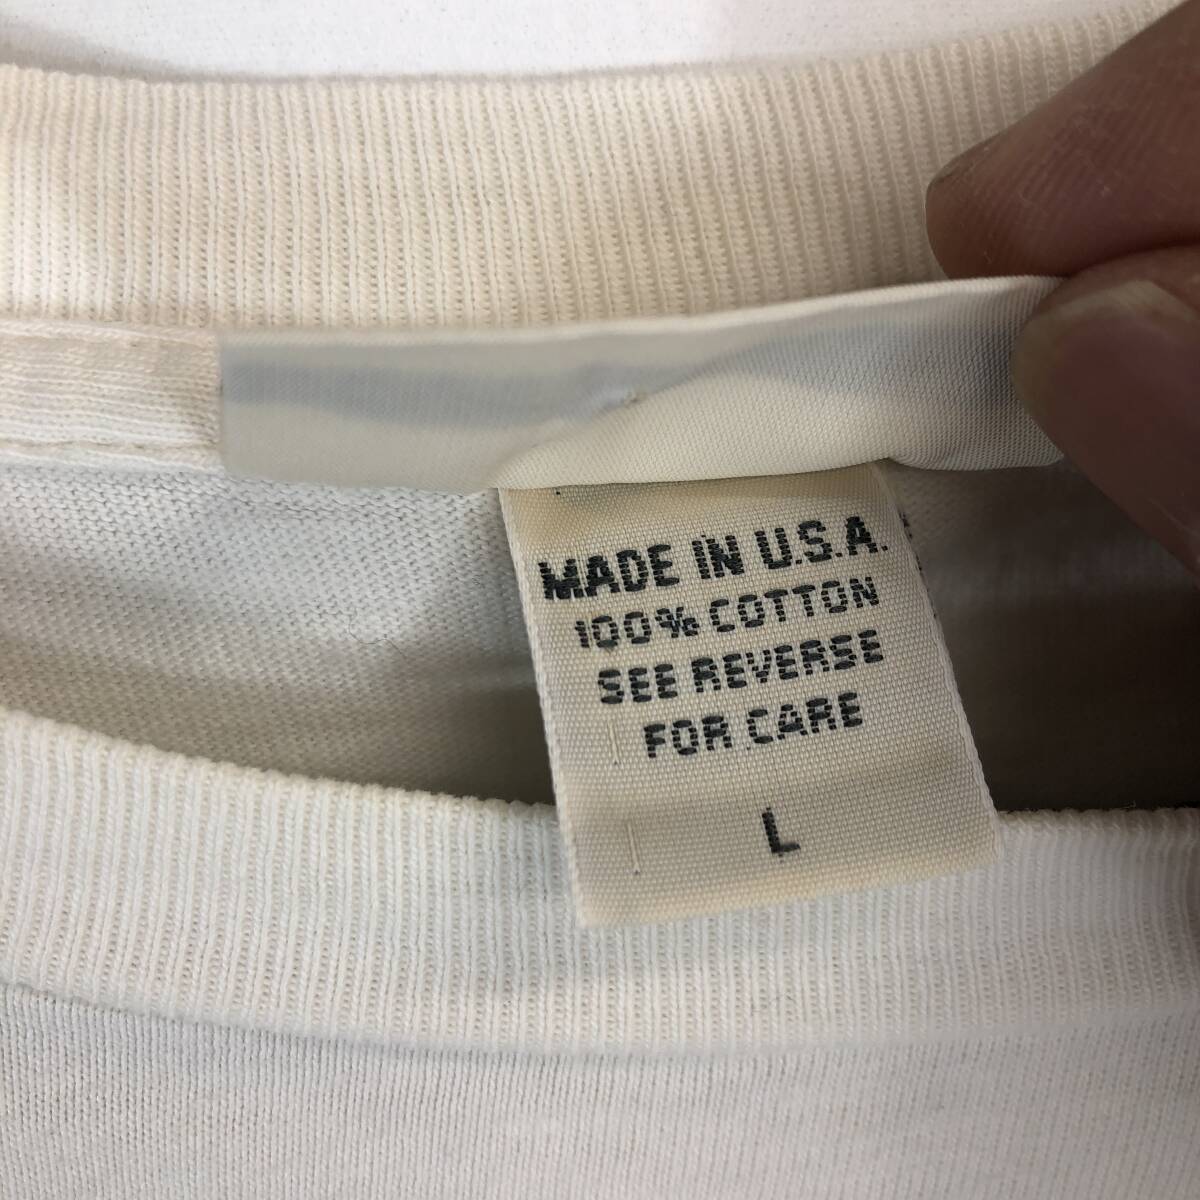 MADE IN U.S.A.
100% COTTON
SEE REVERSE
FOR CARE
L